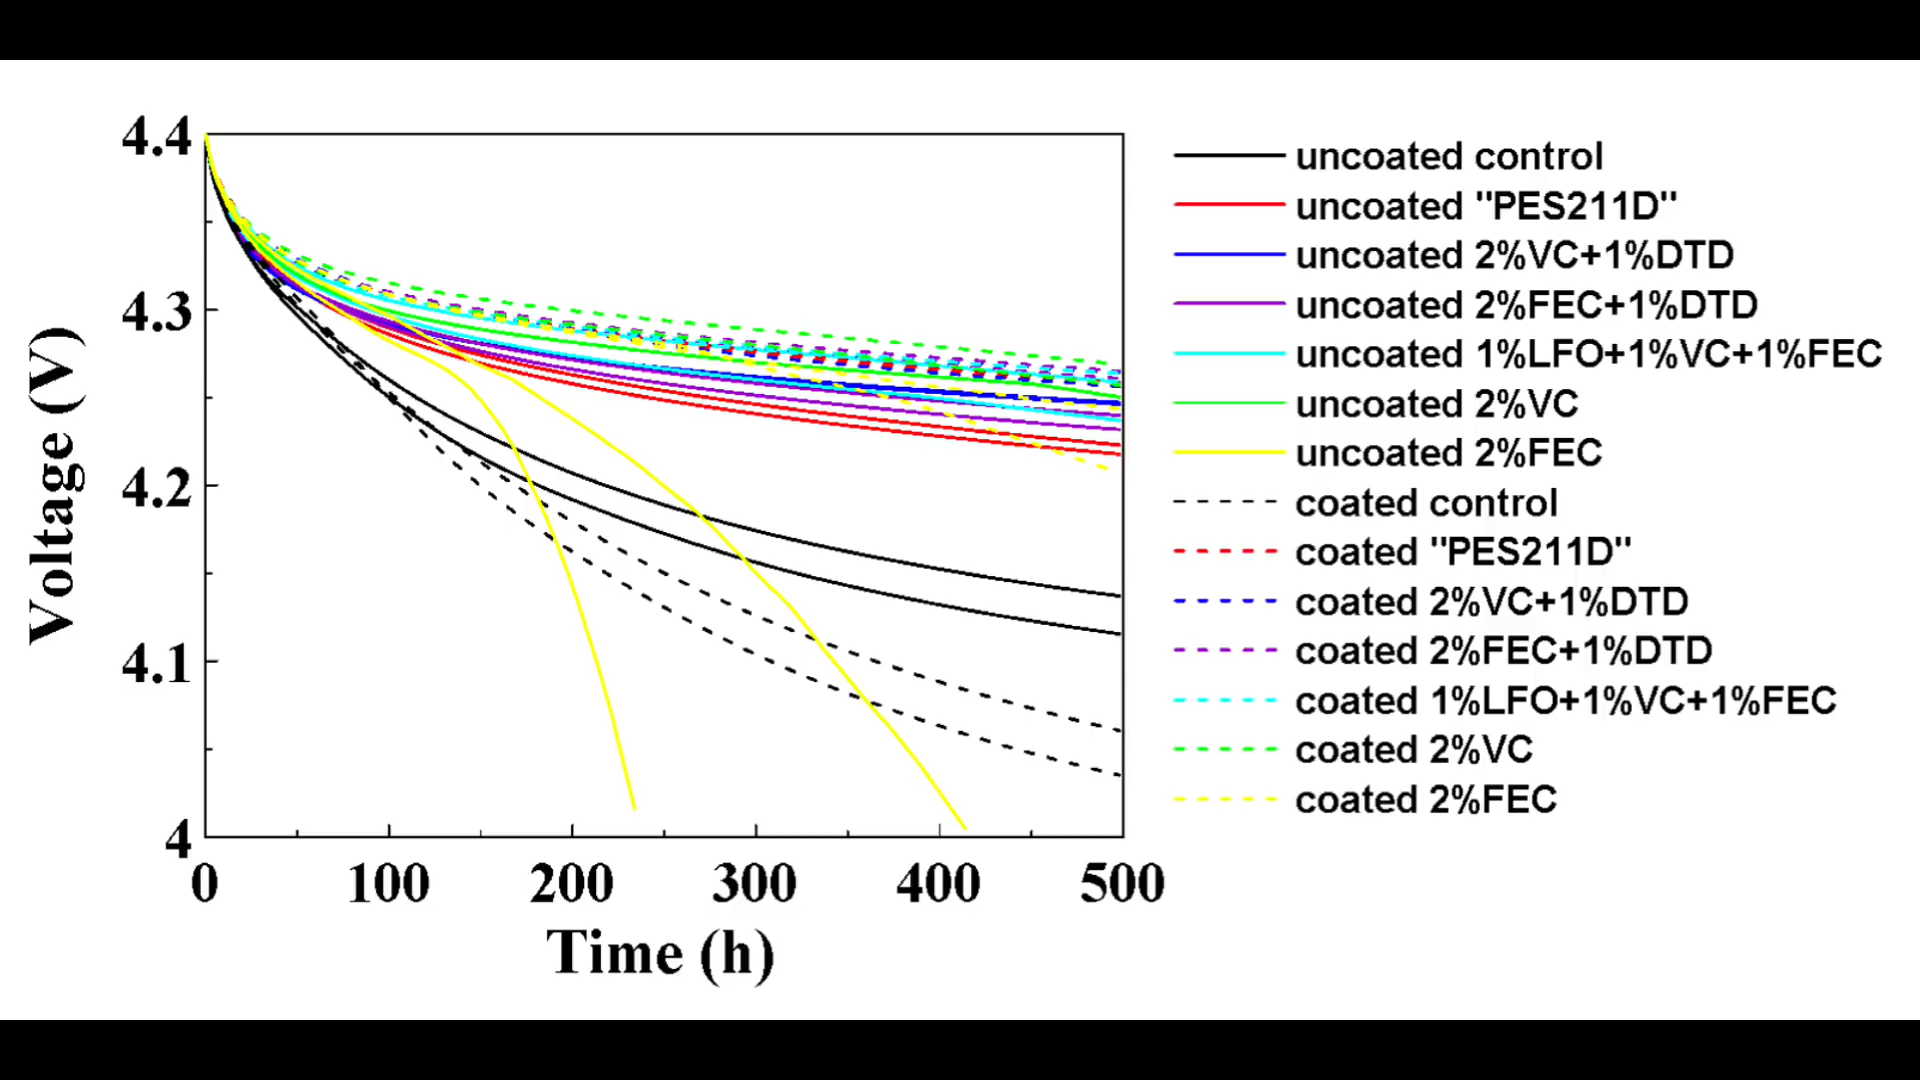 4.4
4.3
4.2
4.1
4
Voltage (V)
0 100 200 300 400 500
Time (h)
uncoated control
uncoated "PES211D"
uncoated 2%VC+1%DTD
uncoated 2%FEC+1%DTD
uncoated 1%LFO+1%VC+1%FEC
uncoated 2%VC
uncoated 2%FEC
coated control
coated "PES211D"
coated 2%VC+1%DTD
coated 2%FEC+1%DTD
coated 1%LFO+1%VC+1%FEC
coated 2%VC
coated 2%FEC